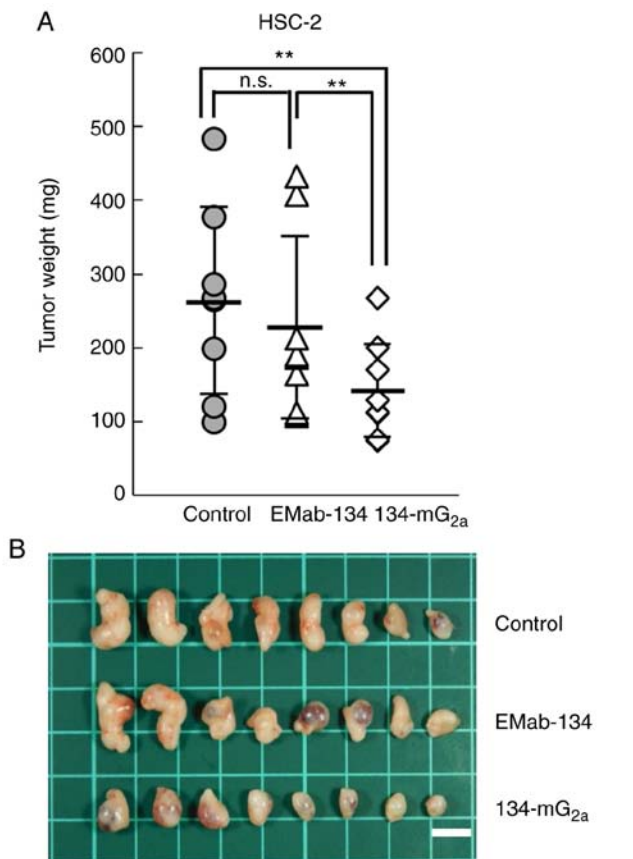 A
HSC-2
**
n.s.
**
600
500
400
300
200
100
0
Tumor weight (mg)
Control
EMab-134
134-mG2a
B
Control
EMab-134
134-mG2a